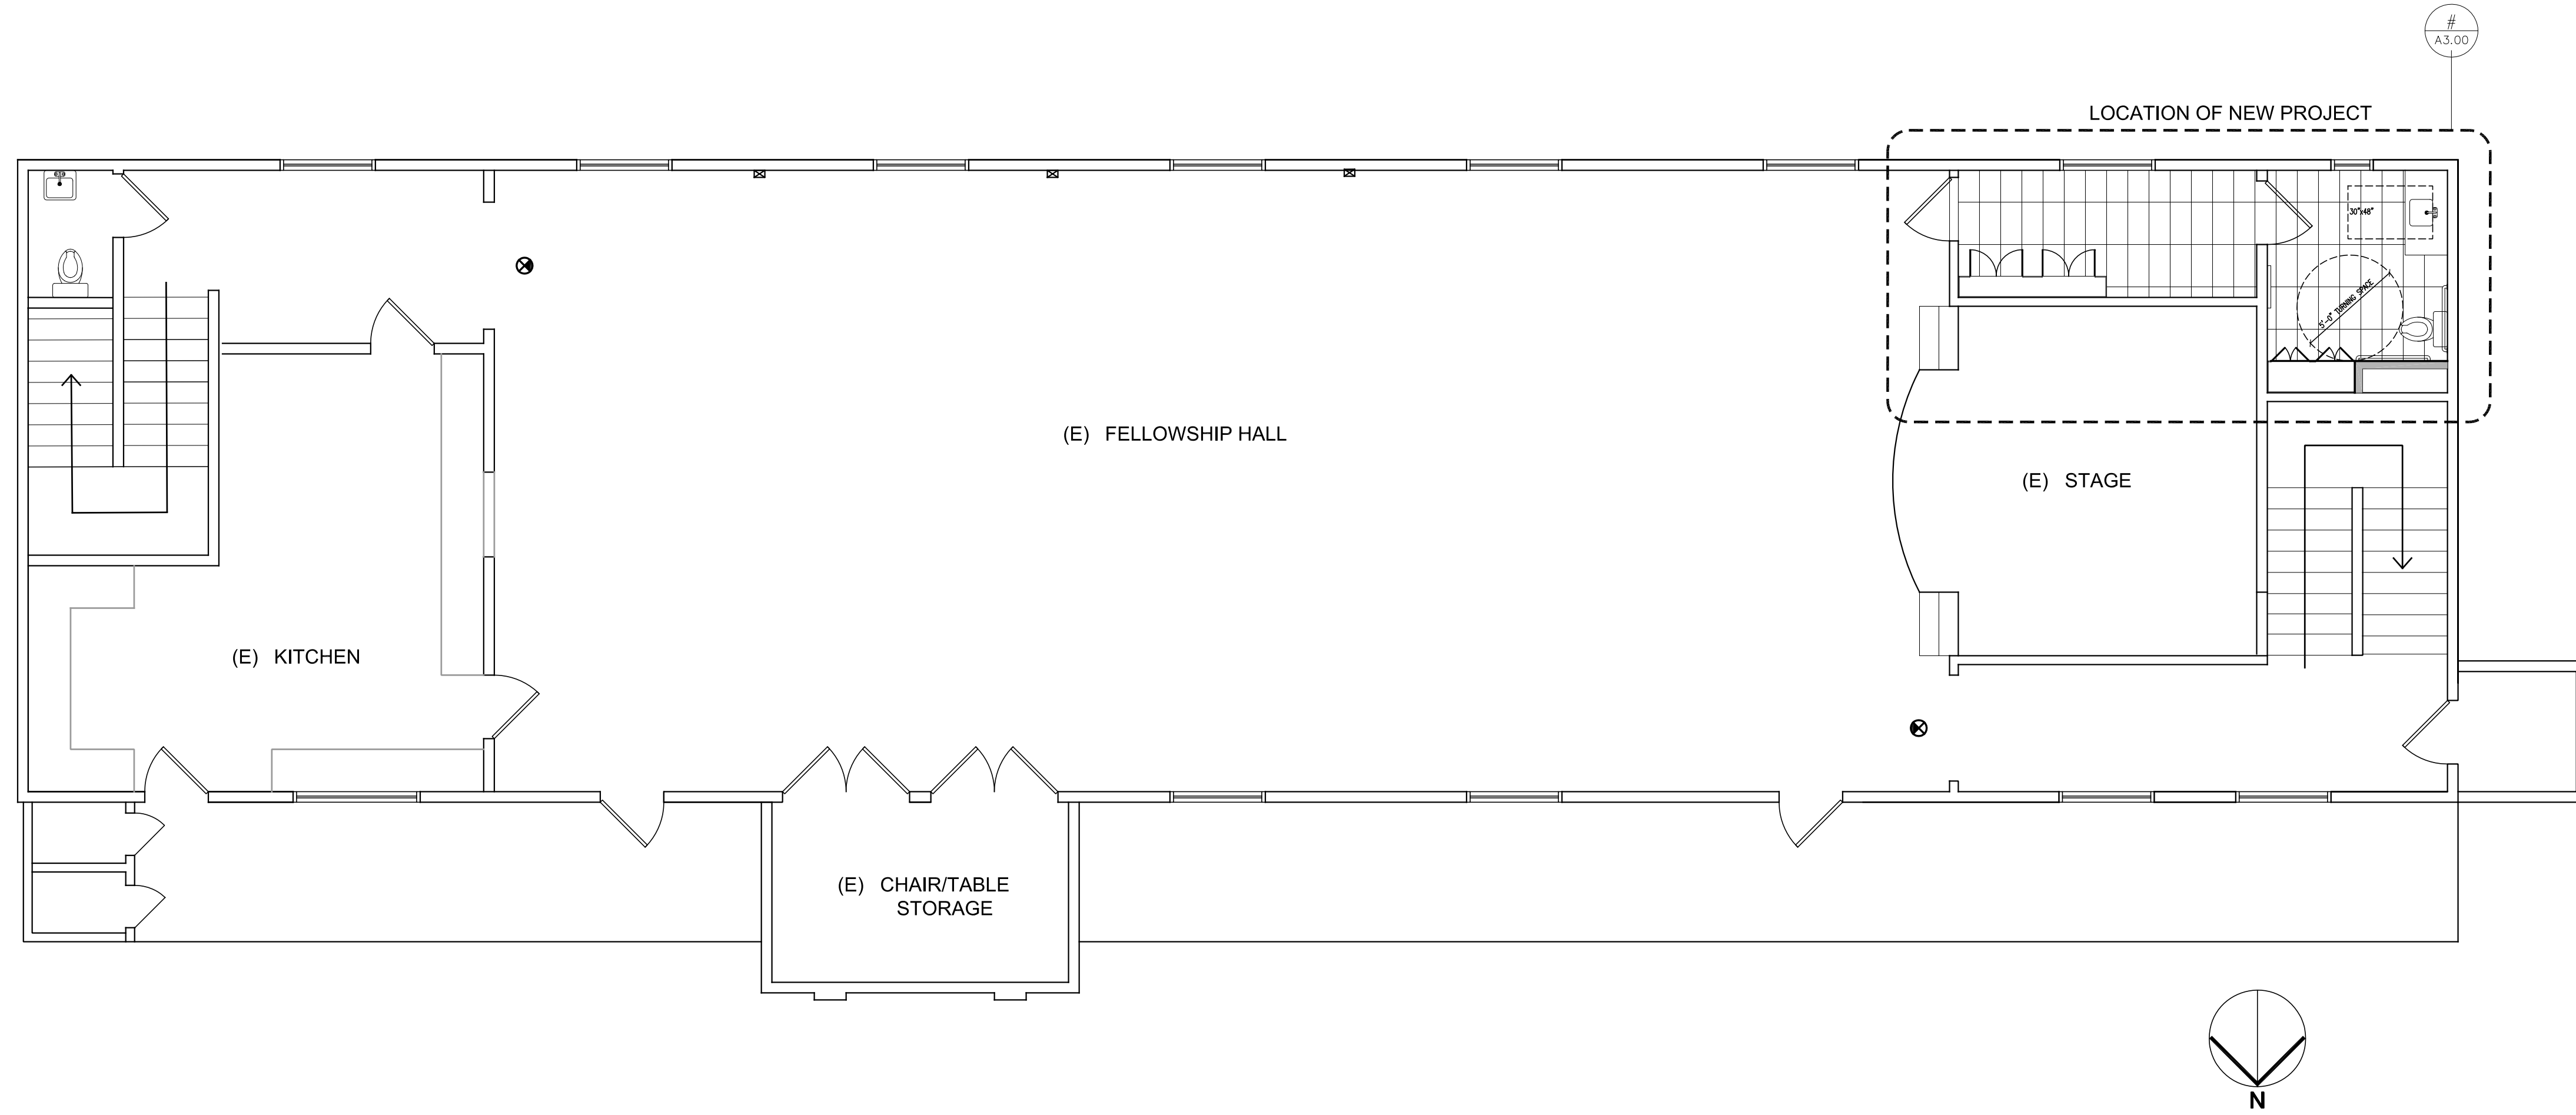 #
A3.00
LOCATION OF NEW PROJECT
30"x48"
5'-0" TURNING SPACE
(E) FELLOWSHIP HALL
(E) STAGE
(E) KITCHEN
(E) CHAIR/TABLE
STORAGE
N